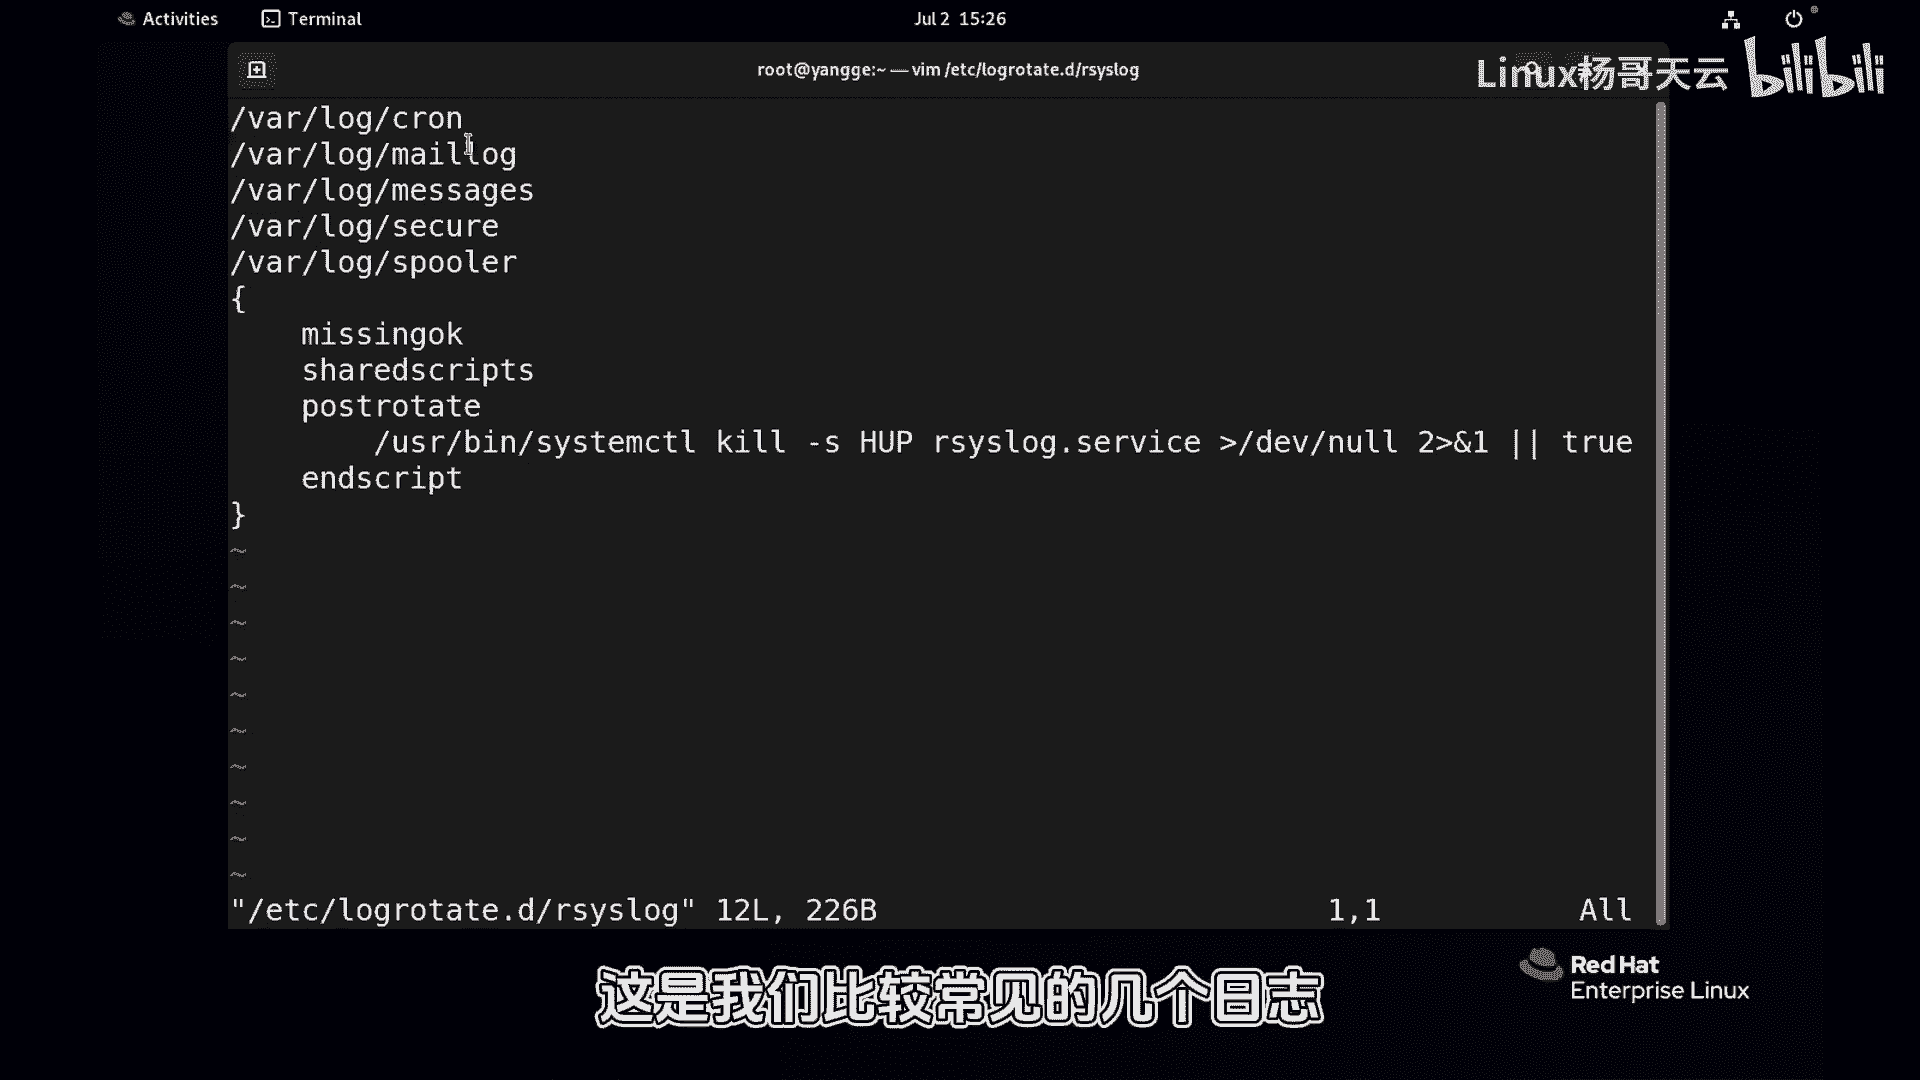 Activities Terminal Jul 2 15:26
root@yangge:~ — vim /etc/logrotate.d/rsyslog
Linux杨哥天云 bilibili
/var/log/cron
/var/log/maillog
/var/log/messages
/var/log/secure
/var/log/spooler
{
    missingok
    sharedscripts
    postrotate
        /usr/bin/systemctl kill -s HUP rsyslog.service >/dev/null 2>&1 || true
    endscript
}
~
~
~
~
~
~
~
~
~
~
"/etc/logrotate.d/rsyslog" 12L, 226B 1,1 All
Red Hat
Enterprise Linux
这是我们比较常见的几个日志